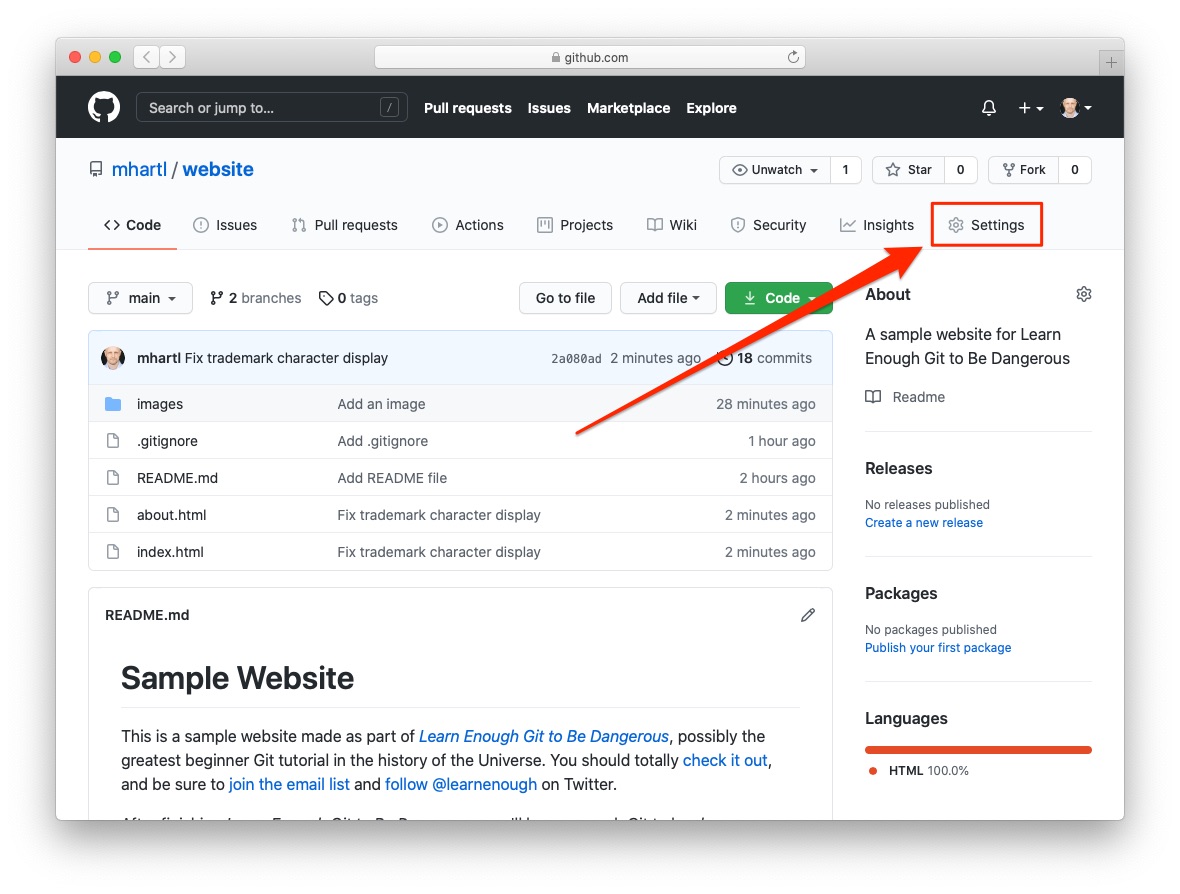 github.com
Search or jump to... /
Pull requests Issues Marketplace Explore
mhartl / website
Unwatch 1 Star 0 Fork 0
Code Issues Pull requests Actions Projects Wiki Security Insights Settings
main 2 branches 0 tags Go to file Add file Code
mhartl Fix trademark character display 2a080ad 2 minutes ago 18 commits
images Add an image 28 minutes ago
.gitignore Add .gitignore 1 hour ago
README.md Add README file 2 hours ago
about.html Fix trademark character display 2 minutes ago
index.html Fix trademark character display 2 minutes ago
README.md
Sample Website
This is a sample website made as part of Learn Enough Git to Be Dangerous, possibly the
greatest beginner Git tutorial in the history of the Universe. You should totally check it out,
and be sure to join the email list and follow @learnenough on Twitter.
About
A sample website for Learn
Enough Git to Be Dangerous
Readme
Releases
No releases published
Create a new release
Packages
No packages published
Publish your first package
Languages
HTML 100.0%